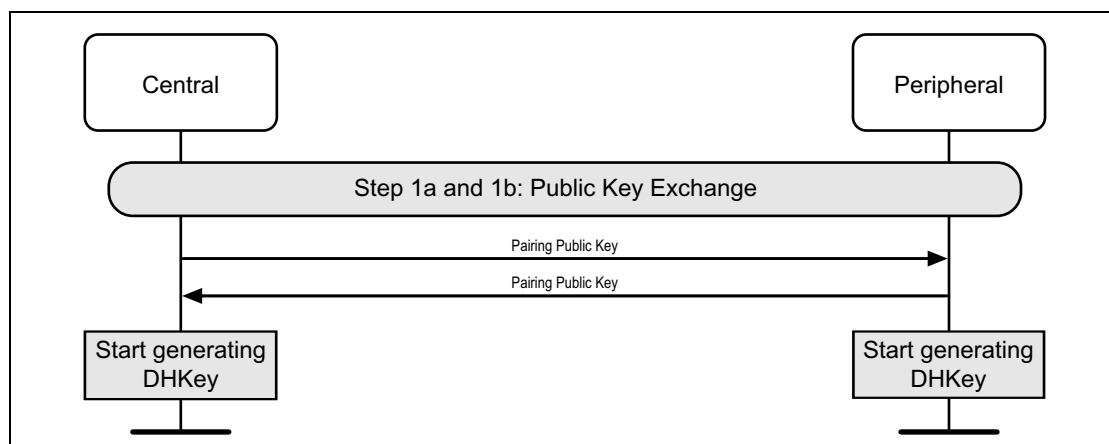 Central
Peripheral
Step 1a and 1b: Public Key Exchange
Pairing Public Key
Pairing Public Key
Start generating
DHKey
Start generating
DHKey